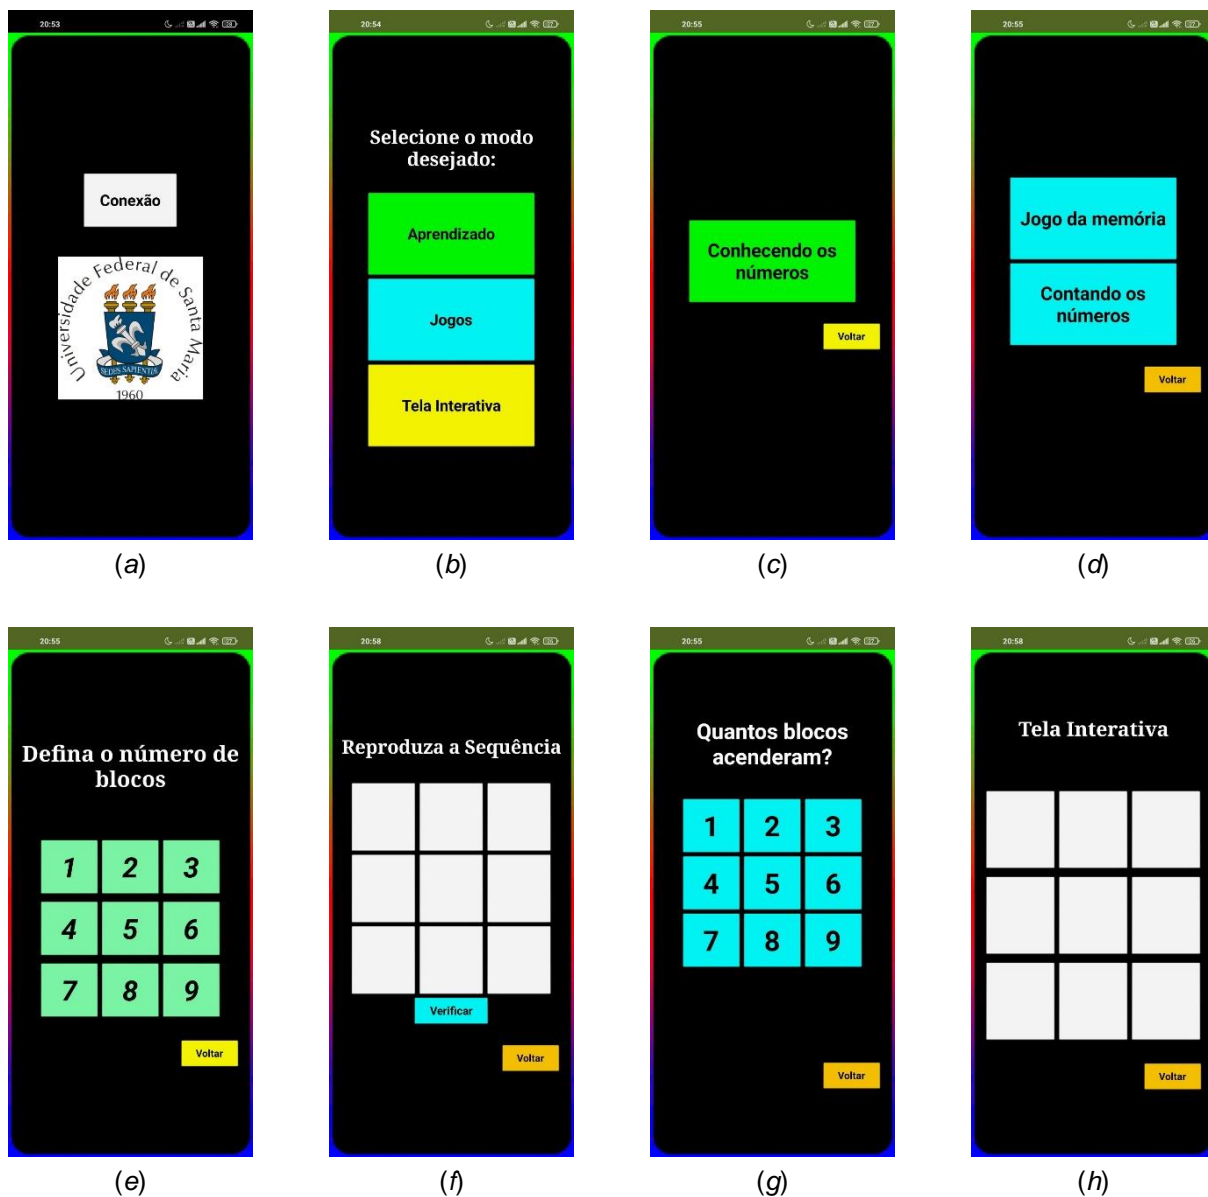 20:53
Conexão
Universidade Federal de Santa Maria
SEDES SAPIENTIAE
1960
(a)
20:54
Selecione o modo
desejado:
Aprendizado
Jogos
Tela Interativa
(b)
20:55
Conhecendo os
números
Voltar
(c)
20:55
Jogo da memória
Contando os
números
Voltar
(d)
20:55
Defina o número de
blocos
1 2 3
4 5 6
7 8 9
Voltar
(e)
20:58
Reproduza a Sequência
Verificar
Voltar
(f)
20:55
Quantos blocos
acenderam?
1 2 3
4 5 6
7 8 9
Voltar
(g)
20:58
Tela Interativa
Voltar
(h)